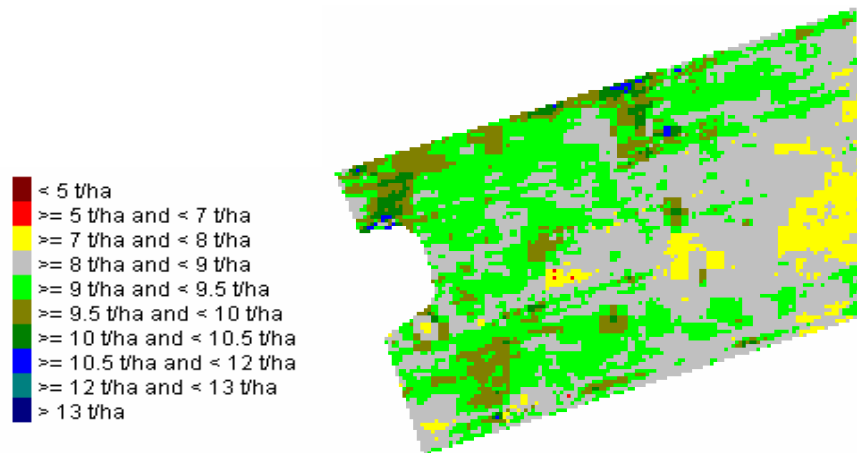 < 5 t/ha
>= 5 t/ha and < 7 t/ha
>= 7 t/ha and < 8 t/ha
>= 8 t/ha and < 9 t/ha
>= 9 t/ha and < 9.5 t/ha
>= 9.5 t/ha and < 10 t/ha
>= 10 t/ha and < 10.5 t/ha
>= 10.5 t/ha and < 12 t/ha
>= 12 t/ha and < 13 t/ha
> 13 t/ha